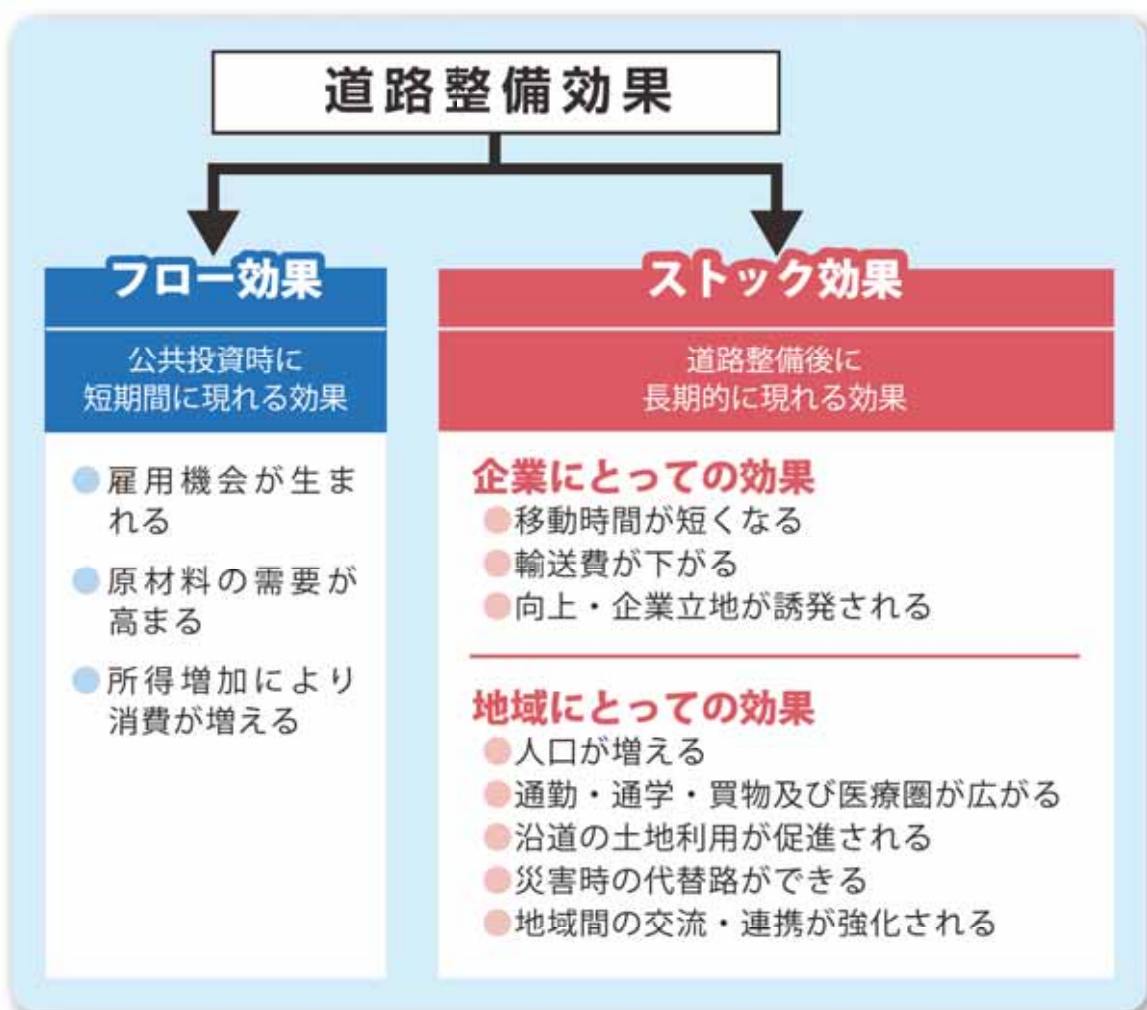 道路整備効果
フロー効果
公共投資時に
短期間に現れる効果
●雇用機会が生ま
れる
●原材料の需要が
高まる
●所得増加により
消費が増える
ストック効果
道路整備後に
長期的に現れる効果
企業にとっての効果
●移動時間が短くなる
●輸送費が下がる
●向上・企業立地が誘発される
地域にとっての効果
●人口が増える
●通勤・通学・買物及び医療圏が広がる
●沿道の土地利用が促進される
●災害時の代替路ができる
●地域間の交流・連携が強化される